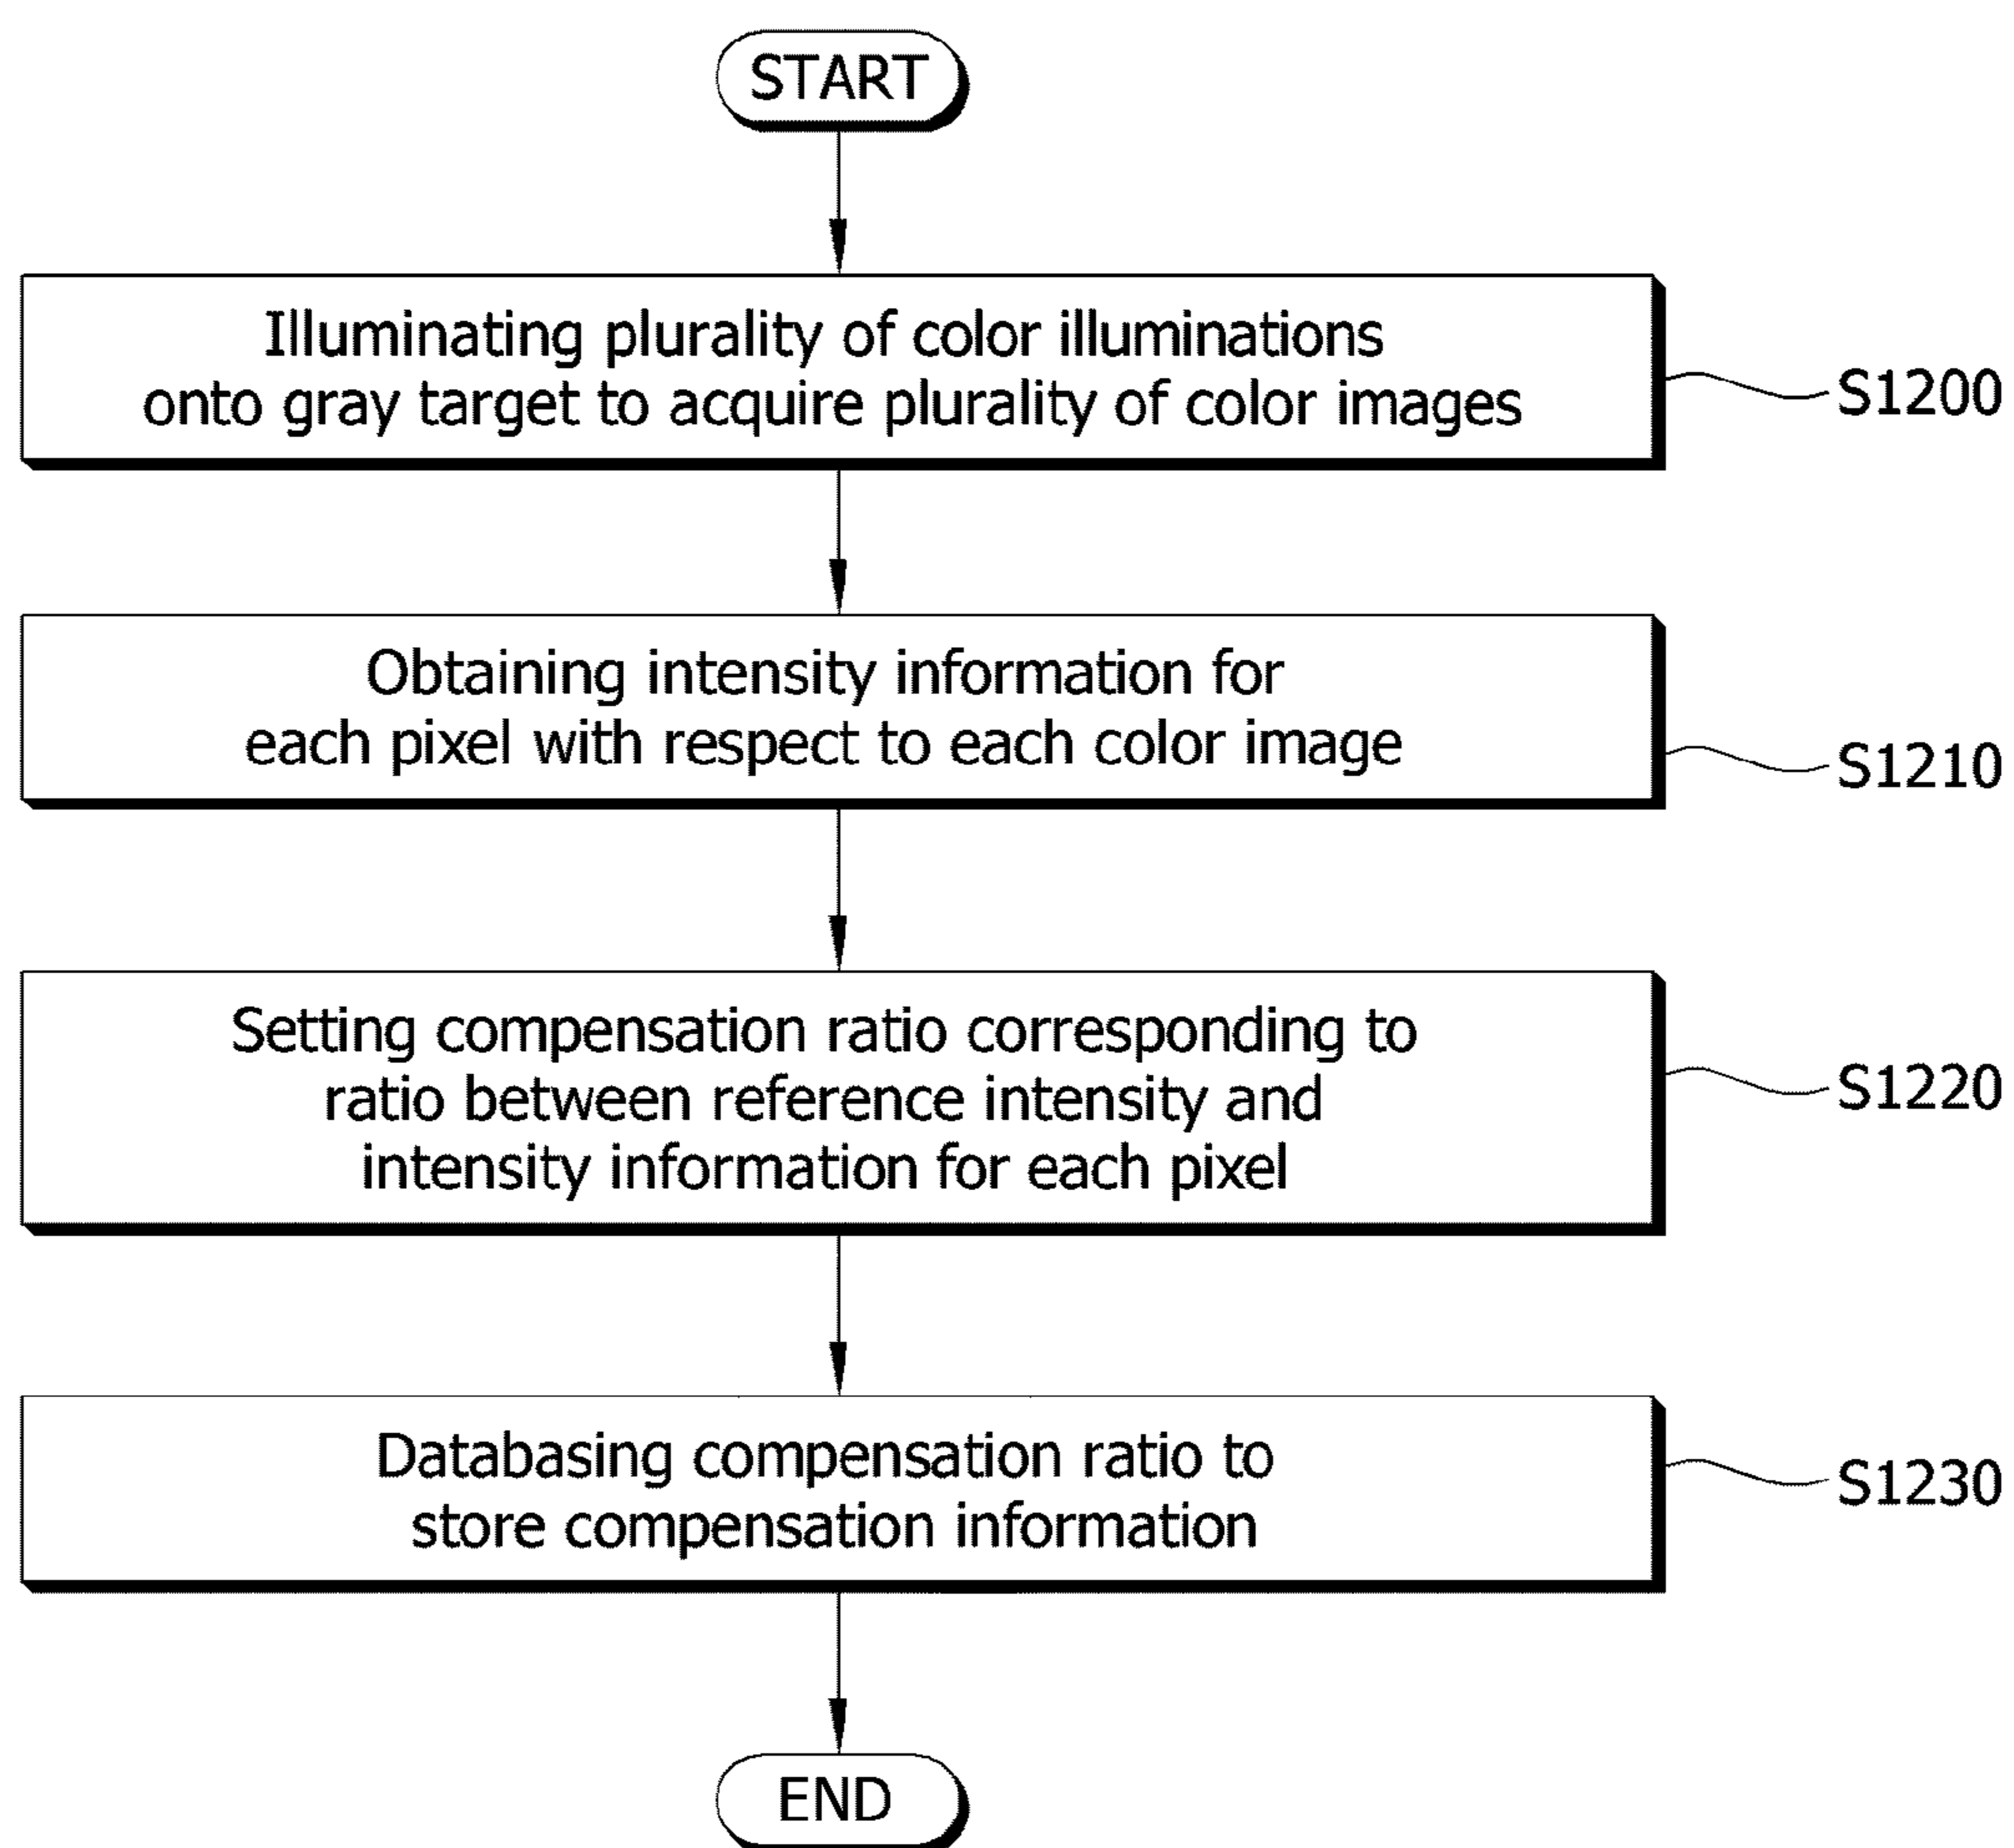 START
Illuminating plurality of color illuminations
onto gray target to acquire plurality of color images
S1200
Obtaining intensity information for
each pixel with respect to each color image
S1210
Setting compensation ratio corresponding to
ratio between reference intensity and
intensity information for each pixel
S1220
Databasing compensation ratio to
store compensation information
S1230
END